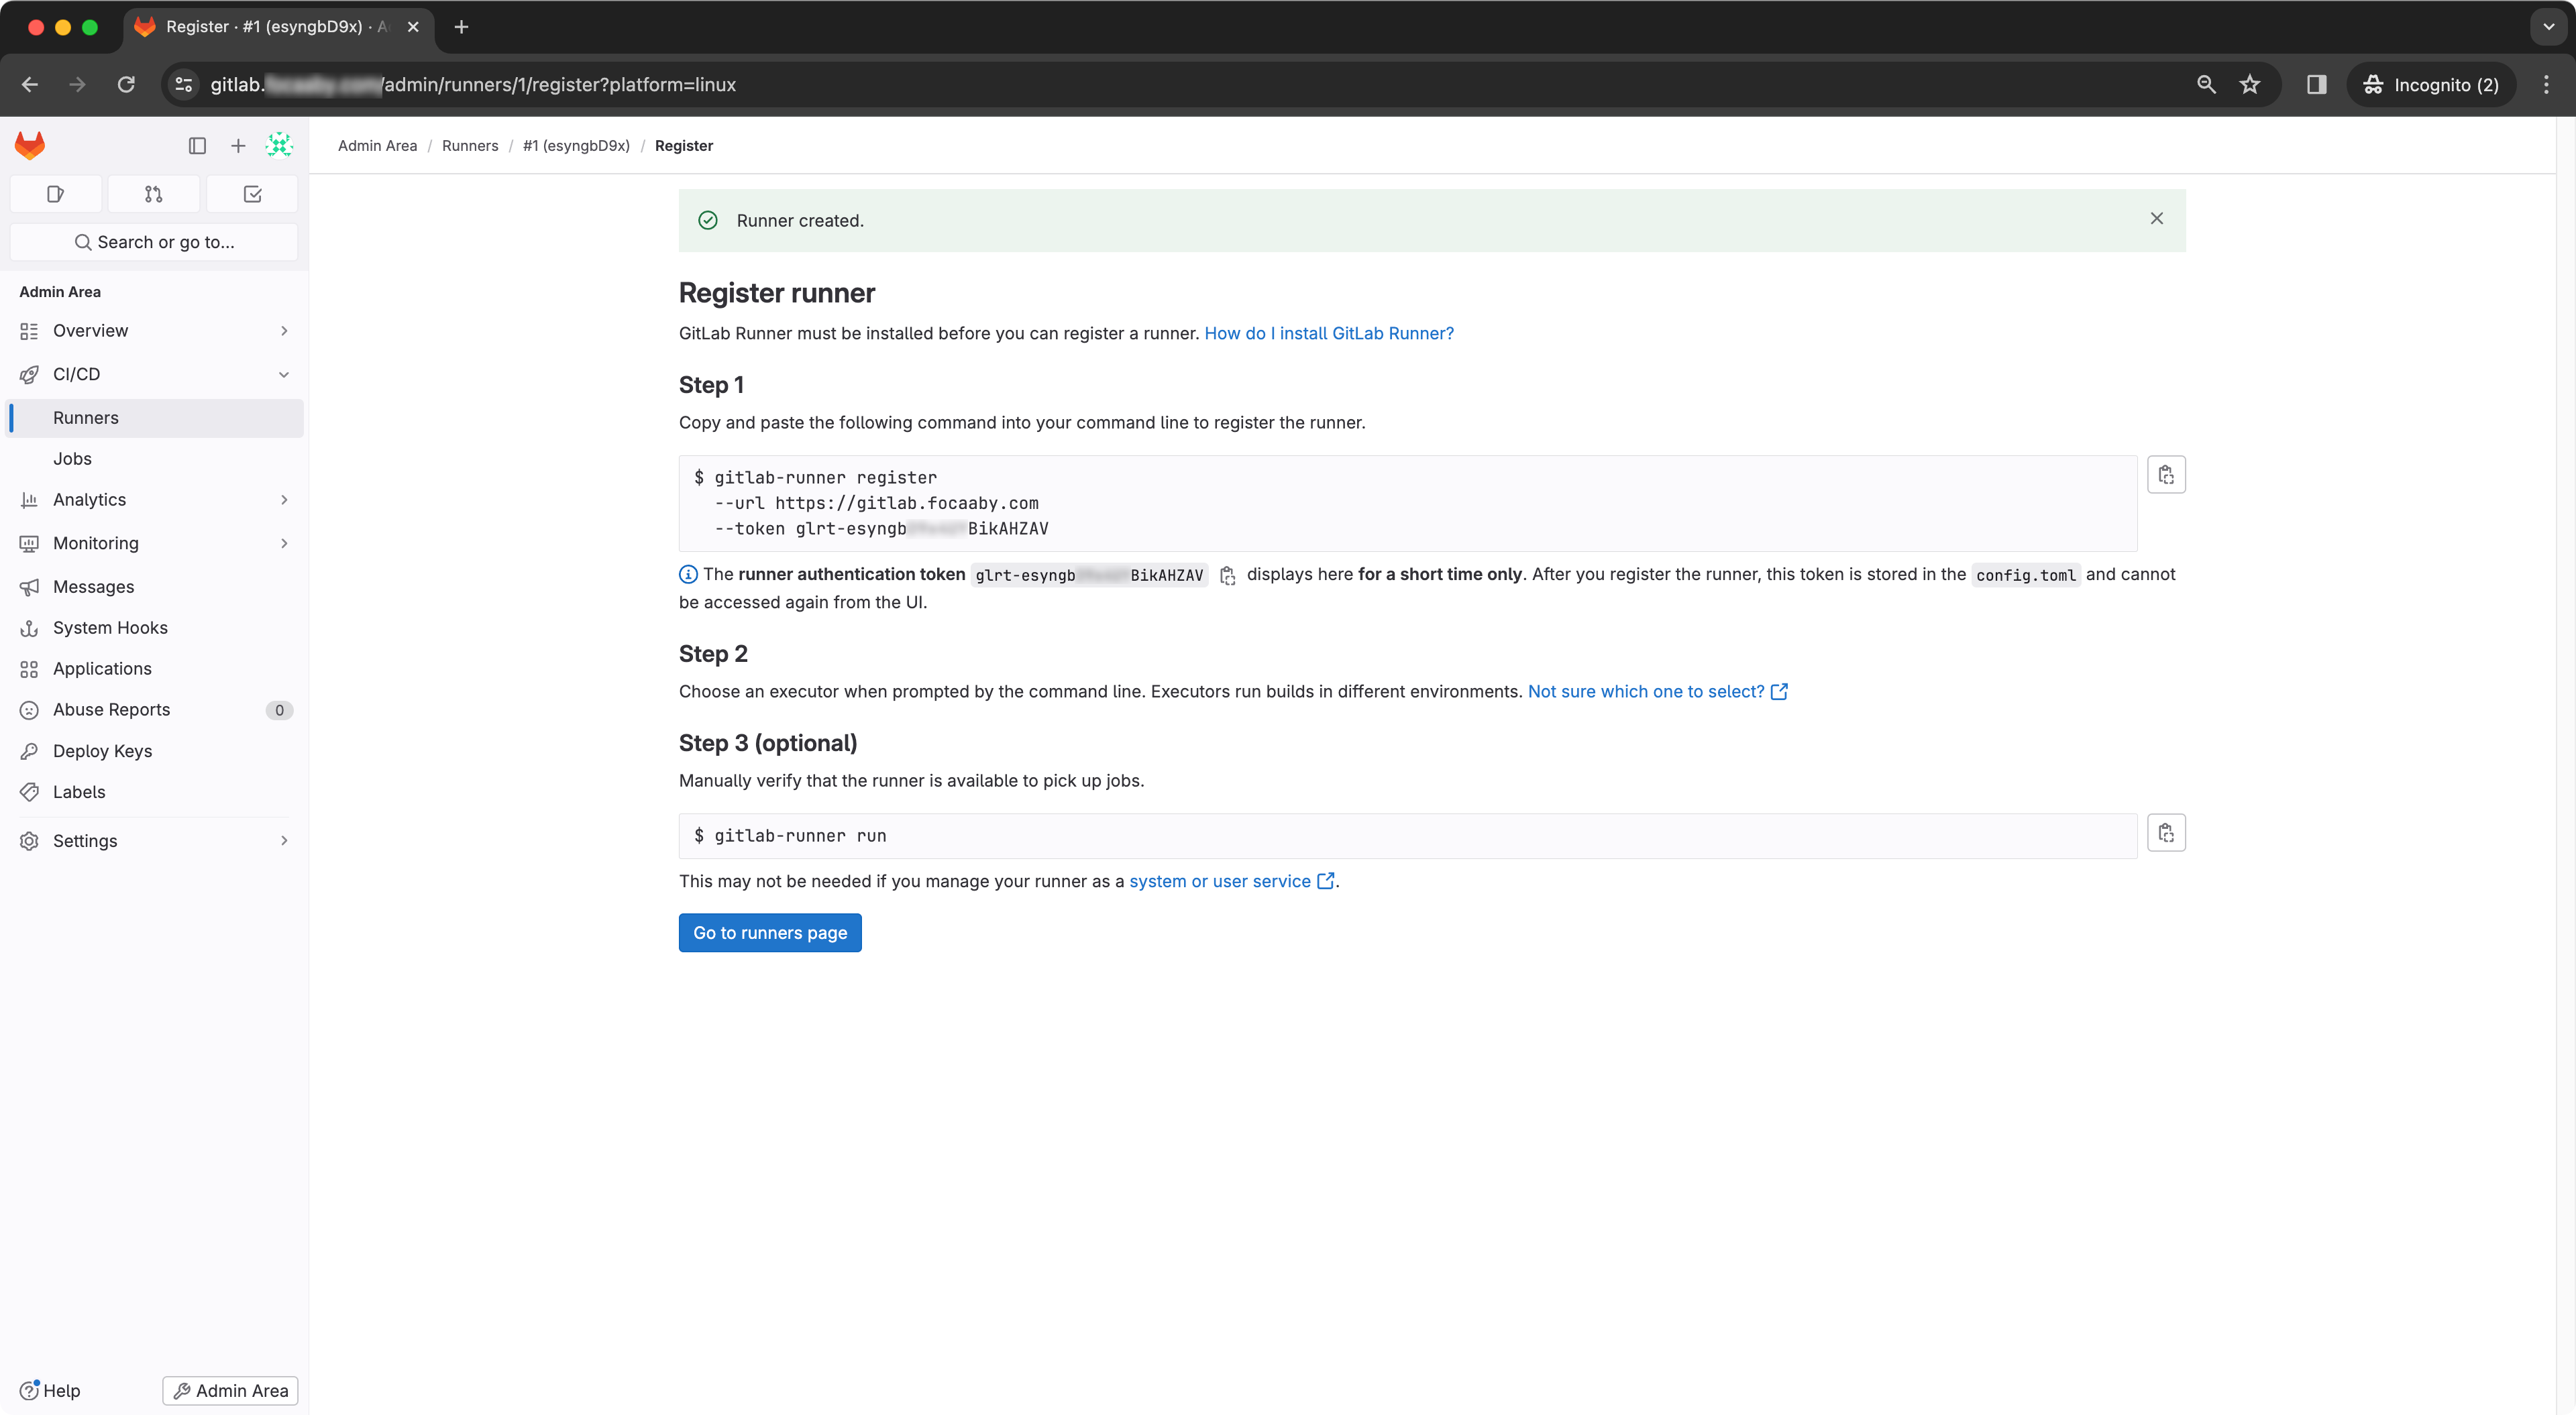 Register · #1 (esyngbD9x) · A
gitlab. /admin/runners/1/register?platform=linux
Incognito (2)
Search or go to...
Admin Area
Overview
CI/CD
Runners
Jobs
Analytics
Monitoring
Messages
System Hooks
Applications
Abuse Reports 0
Deploy Keys
Labels
Settings
Help
Admin Area
Admin Area / Runners / #1 (esyngbD9x) / Register
Runner created.
Register runner
GitLab Runner must be installed before you can register a runner. How do I install GitLab Runner?
Step 1
Copy and paste the following command into your command line to register the runner.
$ gitlab-runner register
--url https://gitlab.focaaby.com
--token glrt-esyngb BikAHZAV
The runner authentication token glrt-esyngb BikAHZAV displays here for a short time only. After you register the runner, this token is stored in the config.toml and cannot
be accessed again from the UI.
Step 2
Choose an executor when prompted by the command line. Executors run builds in different environments. Not sure which one to select?
Step 3 (optional)
Manually verify that the runner is available to pick up jobs.
$ gitlab-runner run
This may not be needed if you manage your runner as a system or user service.
Go to runners page